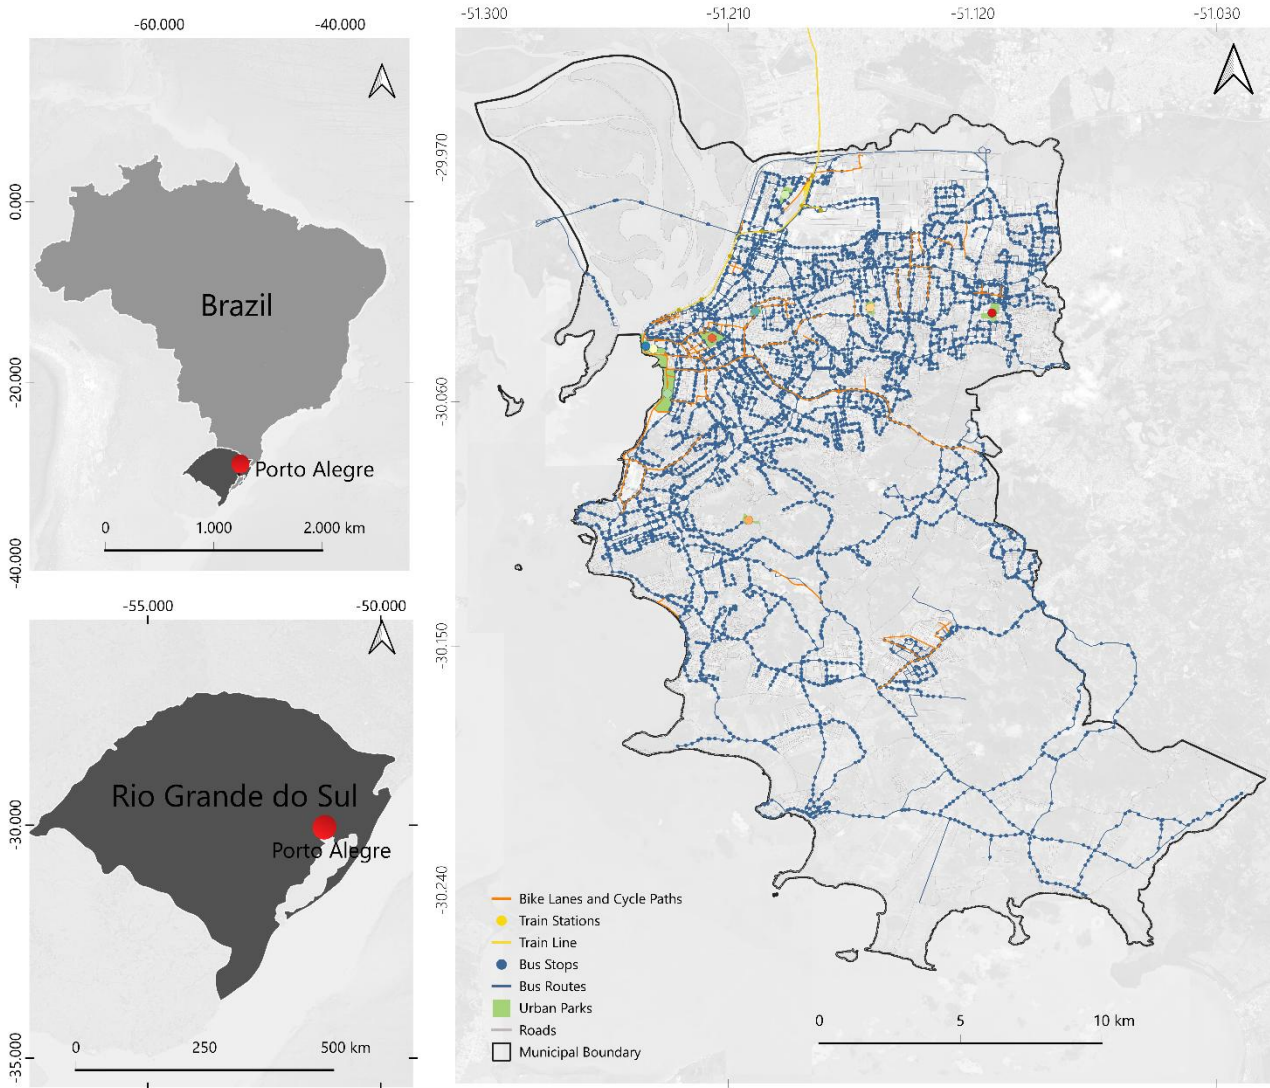 -60.000
-40.000
0.000
-20.000
-40.000
Brazil
Porto Alegre
0
1.000
2.000 km
-55.000
-50.000
-30.000
-35.000
Rio Grande do Sul
Porto Alegre
0
250
500 km
-51.300
-51.210
-51.120
-51.030
-29.970
-30.060
-30.150
-30.240
Bike Lanes and Cycle Paths
Train Stations
Train Line
Bus Stops
Bus Routes
Urban Parks
Roads
Municipal Boundary
0
5
10 km